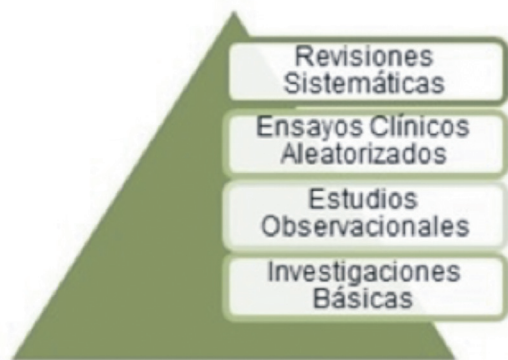 Revisiones
Sistemáticas
Ensayos Clínicos
Aleatorizados
Estudios
Observacionales
Investigaciones
Básicas